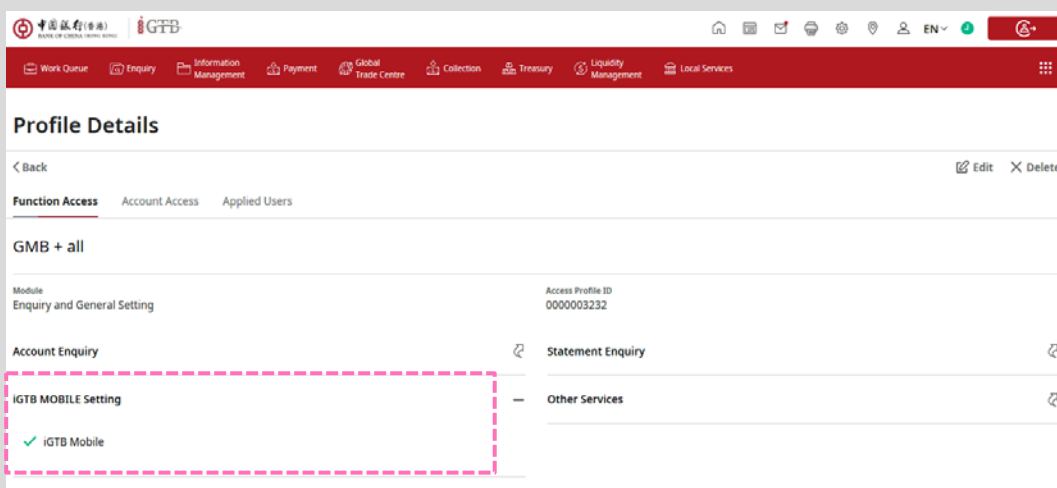 中國銀行(香港) iGTB
BANK OF CHINA (HONG KONG)
EN
Work Queue Enquiry Information Management Payment Global Trade Centre Collection Treasury Liquidity Management Local Services
Profile Details
Back Edit Delete
Function Access Account Access Applied Users
GMB + all
Module Access Profile ID
Enquiry and General Setting 0000003232
Account Enquiry Statement Enquiry
iGTB MOBILE Setting Other Services
iGTB Mobile